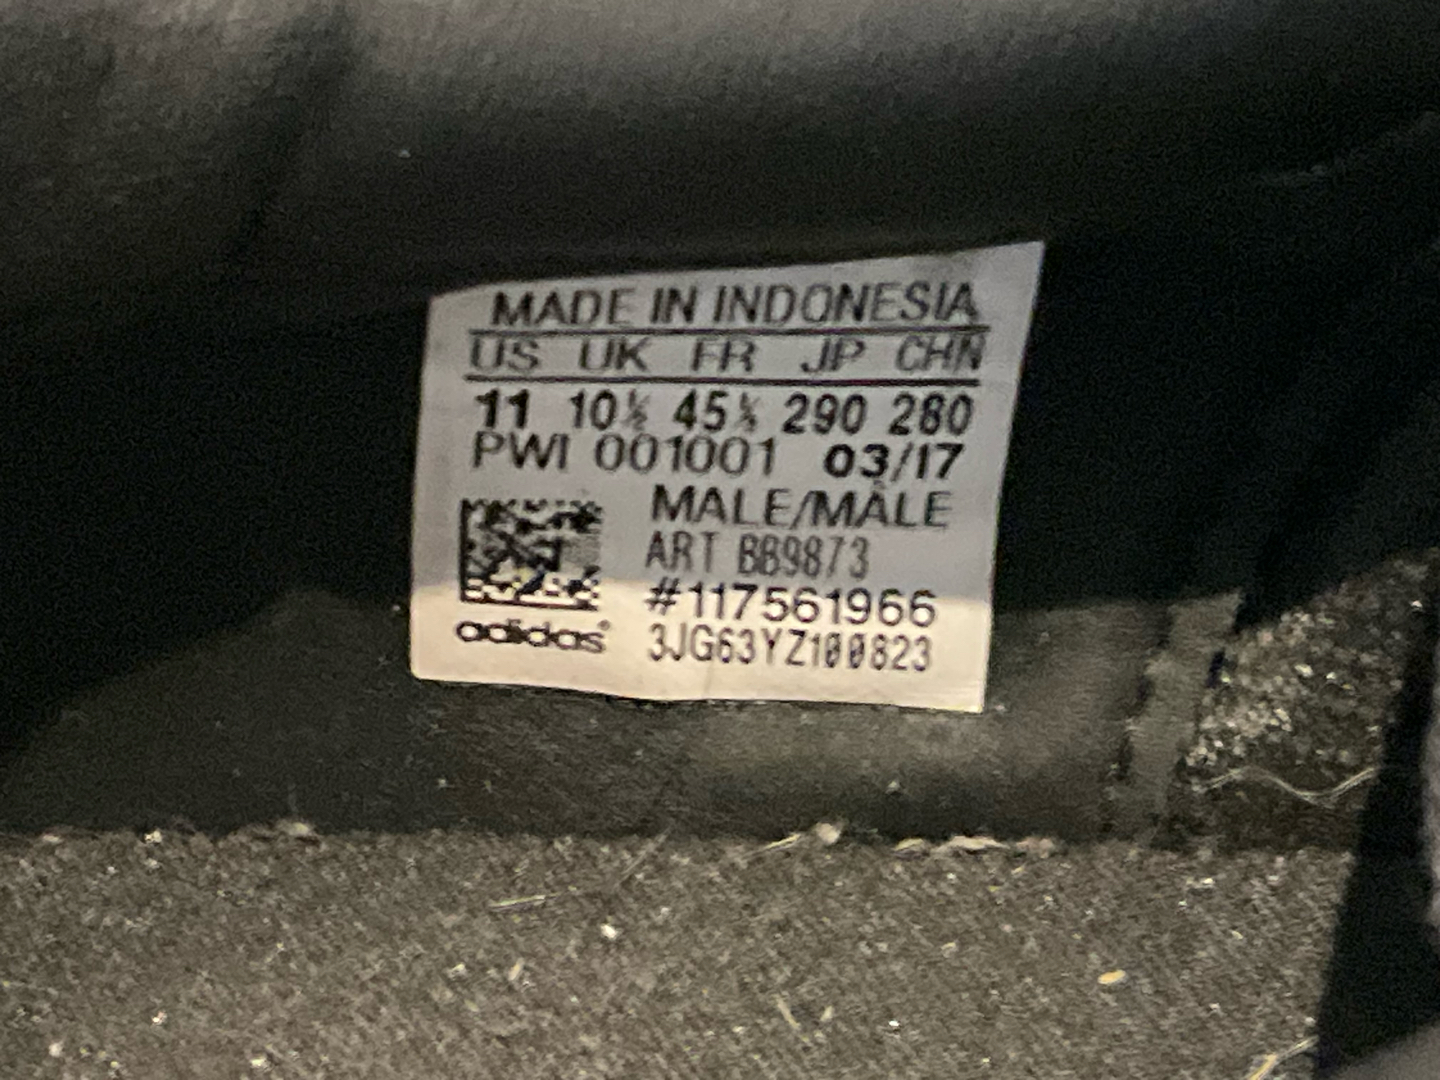 MADE IN INDONESIA
US UK FR JP CHN
11 10½ 45⅓ 290 280
PWI 001001 03/17
MALE/MÂLE
ART BB9873
#117561966
adidas® 3JG63YZ100823